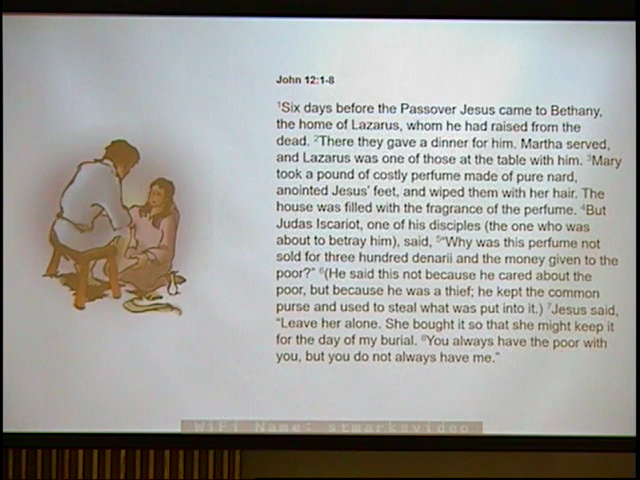 John 12:1-8
¹Six days before the Passover Jesus came to Bethany,
the home of Lazarus, whom he had raised from the
dead. ²There they gave a dinner for him. Martha served,
and Lazarus was one of those at the table with him. ³Mary
took a pound of costly perfume made of pure nard,
anointed Jesus’ feet, and wiped them with her hair. The
house was filled with the fragrance of the perfume. ⁴But
Judas Iscariot, one of his disciples (the one who was
about to betray him), said, ⁵“Why was this perfume not
sold for three hundred denarii and the money given to the
poor?” ⁶(He said this not because he cared about the
poor, but because he was a thief; he kept the common
purse and used to steal what was put into it.) ⁷Jesus said,
“Leave her alone. She bought it so that she might keep it
for the day of my burial. ⁸You always have the poor with
you, but you do not always have me.”
WiFi Name: stmarksvideo